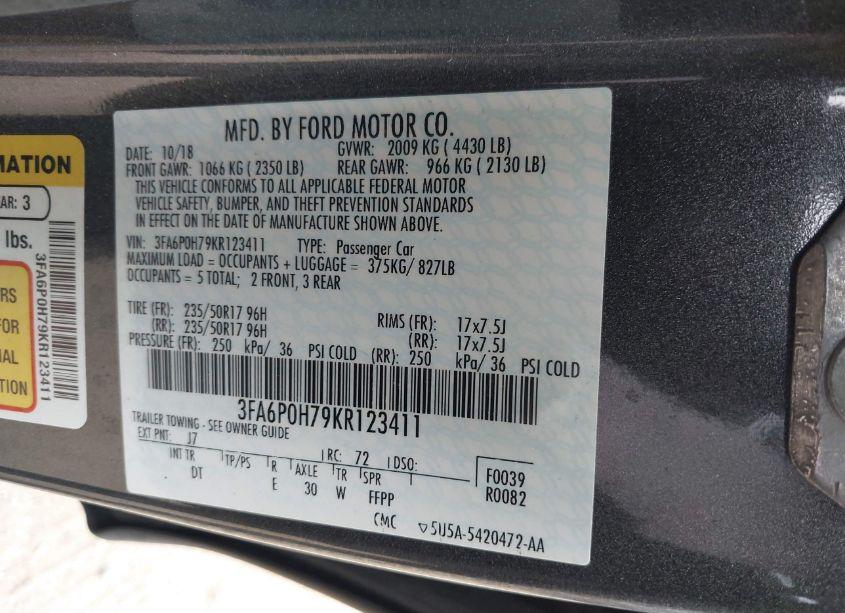 MATION
AR: 3
lbs.
RS
FOR
IAL
TION
3FA6P0H79KR123411
MFD. BY FORD MOTOR CO.
DATE: 10/18 GVWR: 2009 KG ( 4430 LB)
FRONT GAWR: 1066 KG ( 2350 LB) REAR GAWR: 966 KG ( 2130 LB)
THIS VEHICLE CONFORMS TO ALL APPLICABLE FEDERAL MOTOR
VEHICLE SAFETY, BUMPER, AND THEFT PREVENTION STANDARDS
IN EFFECT ON THE DATE OF MANUFACTURE SHOWN ABOVE.
VIN: 3FA6P0H79KR123411 TYPE: Passenger Car
MAXIMUM LOAD = OCCUPANTS + LUGGAGE = 375KG/ 827LB
OCCUPANTS = 5 TOTAL; 2 FRONT, 3 REAR
TIRE (FR): 235/50R17 96H RIMS (FR): 17x7.5J
(RR): 235/50R17 96H (RR): 17x7.5J
PRESSURE (FR): 250 kPa/ 36 PSI COLD (RR): 250 kPa/ 36 PSI COLD
3FA6P0H79KR123411
TRAILER TOWING - SEE OWNER GUIDE
EXT PNT: J7 RC: 72 DSO: F0039
INT TR TP/PS R AXLE TR SPR R0082
DT E 30 W FFPP
CMC ▽5U5A-5420472-AA